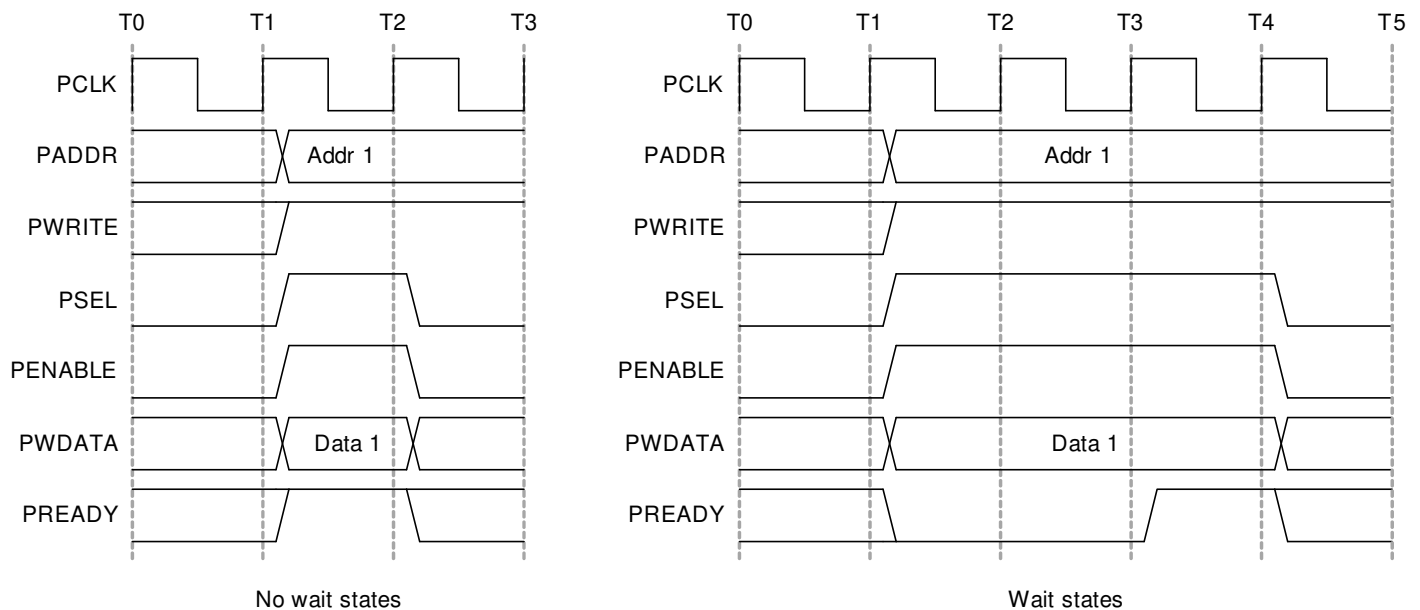 T0 T1 T2 T3 T0 T1 T2 T3 T4 T5
PCLK PCLK
PADDR Addr 1 PADDR Addr 1
PWRITE PWRITE
PSEL PSEL
PENABLE PENABLE
PWDATA Data 1 PWDATA Data 1
PREADY PREADY
No wait states Wait states